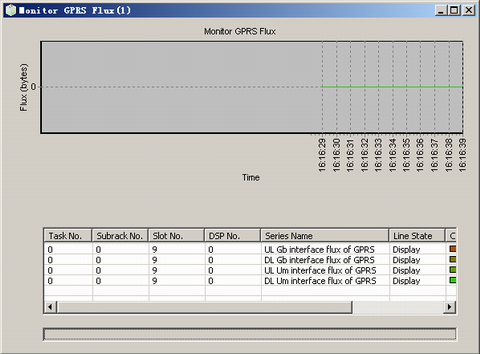 Monitor GPRS Flux(1)
Monitor GPRS Flux
Flux (bytes)
0
16:16:29
16:16:30
16:16:31
16:16:32
16:16:33
16:16:34
16:16:35
16:16:36
16:16:37
16:16:38
16:16:39
Time
Task No. Subrack No. Slot No. DSP No. Series Name Line State C
0 0 9 0 UL Gb interface flux of GPRS Display
0 0 9 0 DL Gb interface flux of GPRS Display
0 0 9 0 UL Um interface flux of GPRS Display
0 0 9 0 DL Um interface flux of GPRS Display